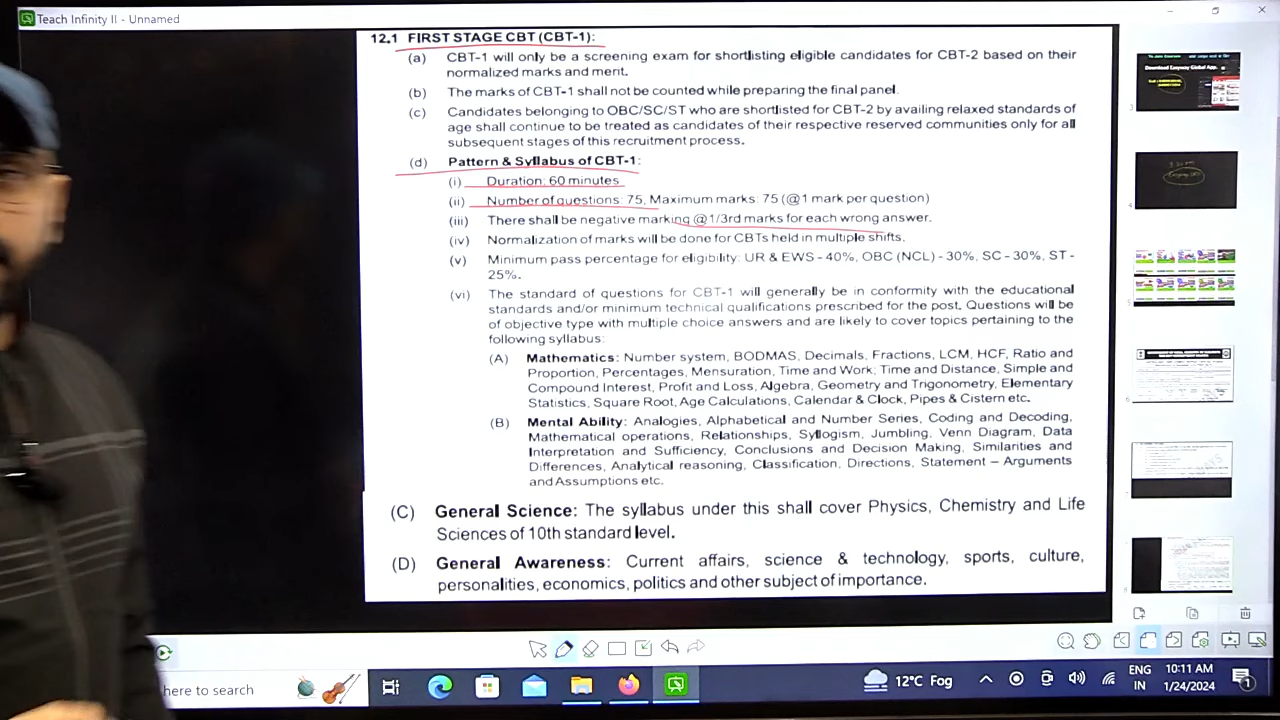 Teach Infinity II - Unnamed
12.1 FIRST STAGE CBT (CBT-1):
(a) CBT-1 will only be a screening exam for shortlisting eligible candidates for CBT-2 based on their
normalized marks and merit.
(b) The marks of CBT-1 shall not be counted while preparing the final panel.
(c) Candidates belonging to OBC/SC/ST who are shortlisted for CBT-2 by availing relaxed standards of
age shall continue to be treated as candidates of their respective reserved communities only for all
subsequent stages of this recruitment process.
(d) Pattern & Syllabus of CBT-1:
(i) Duration: 60 minutes
(ii) Number of questions: 75, Maximum marks: 75 (@1 mark per question)
(iii) There shall be negative marking @1/3rd marks for each wrong answer.
(iv) Normalization of marks will be done for CBTs held in multiple shifts.
(v) Minimum pass percentage for eligibility: UR & EWS - 40%, OBC (NCL) - 30%, SC - 30%, ST -
25%.
(vi) The standard of questions for CBT-1 will generally be in conformity with the educational
standards and/or minimum technical qualifications prescribed for the post. Questions will be
of objective type with multiple choice answers and are likely to cover topics pertaining to the
following syllabus:
(A) Mathematics: Number system, BODMAS, Decimals, Fractions, LCM, HCF, Ratio and
Proportion, Percentages, Mensuration, Time and Work; Time and Distance, Simple and
Compound Interest, Profit and Loss, Algebra, Geometry and Trigonometry, Elementary
Statistics, Square Root, Age Calculations, Calendar & Clock, Pipes & Cistern etc.
(B) Mental Ability: Analogies, Alphabetical and Number Series, Coding and Decoding,
Mathematical operations, Relationships, Syllogism, Jumbling, Venn Diagram, Data
Interpretation and Sufficiency, Conclusions and Decision Making, Similarities and
Differences, Analytical reasoning, Classification, Directions, Statement – Arguments
and Assumptions etc.
(C) General Science: The syllabus under this shall cover Physics, Chemistry and Life
Sciences of 10th standard level.
(D) General Awareness: Current affairs, science & technology, sports, culture,
personalities, economics, politics and other subject of importance.
here to search
12°C Fog
ENG
IN
10:11 AM
1/24/2024